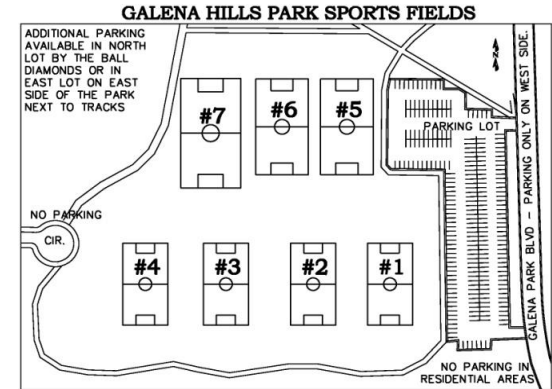 GALENA HILLS PARK SPORTS FIELDS
ADDITIONAL PARKING
AVAILABLE IN NORTH
LOT BY THE BALL
DIAMONDS OR IN
EAST LOT ON EAST
SIDE OF THE PARK
NEXT TO TRACKS
#7
#6
#5
PARKING LOT
GALENA PARK BLVD - PARKING ONLY ON WEST SIDE.
NO PARKING
CIR.
#4
#3
#2
#1
NO PARKING IN
RESIDENTIAL AREAS